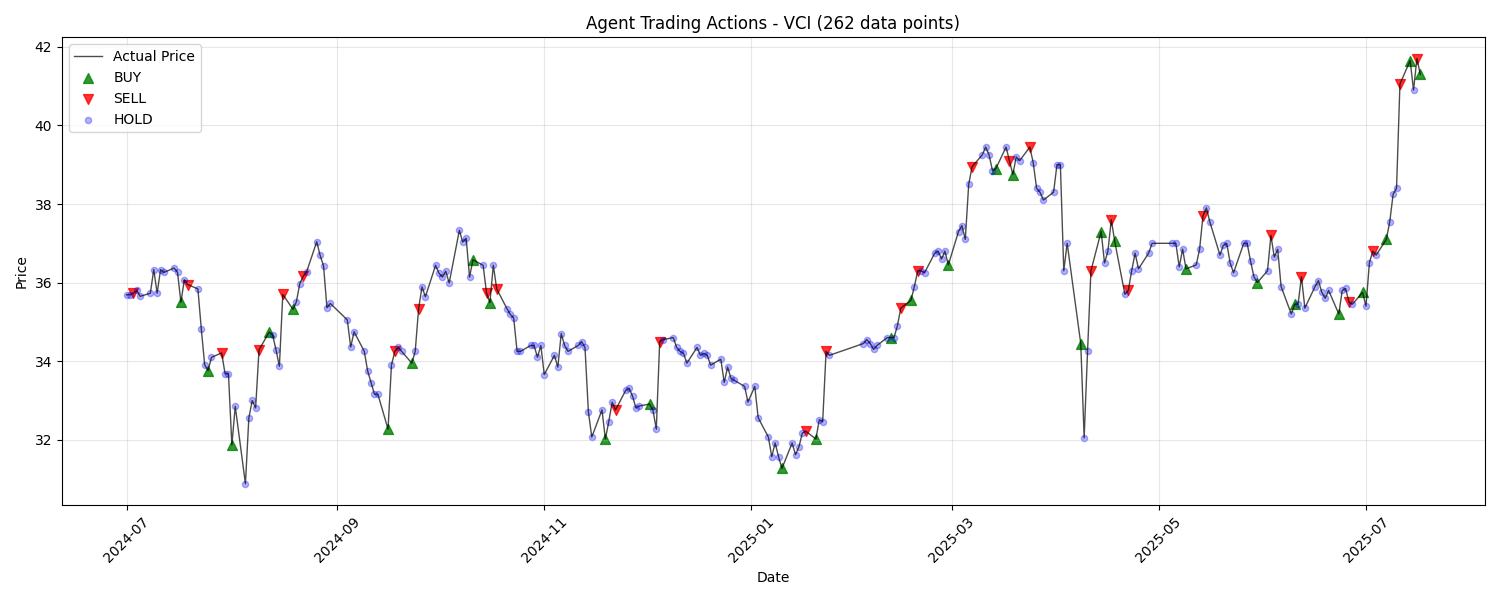 Agent Trading Actions - VCI (262 data points)
Actual Price
BUY
SELL
HOLD
Price
42
40
38
36
34
32
2024-07
2024-09
2024-11
2025-01
2025-03
2025-05
2025-07
Date